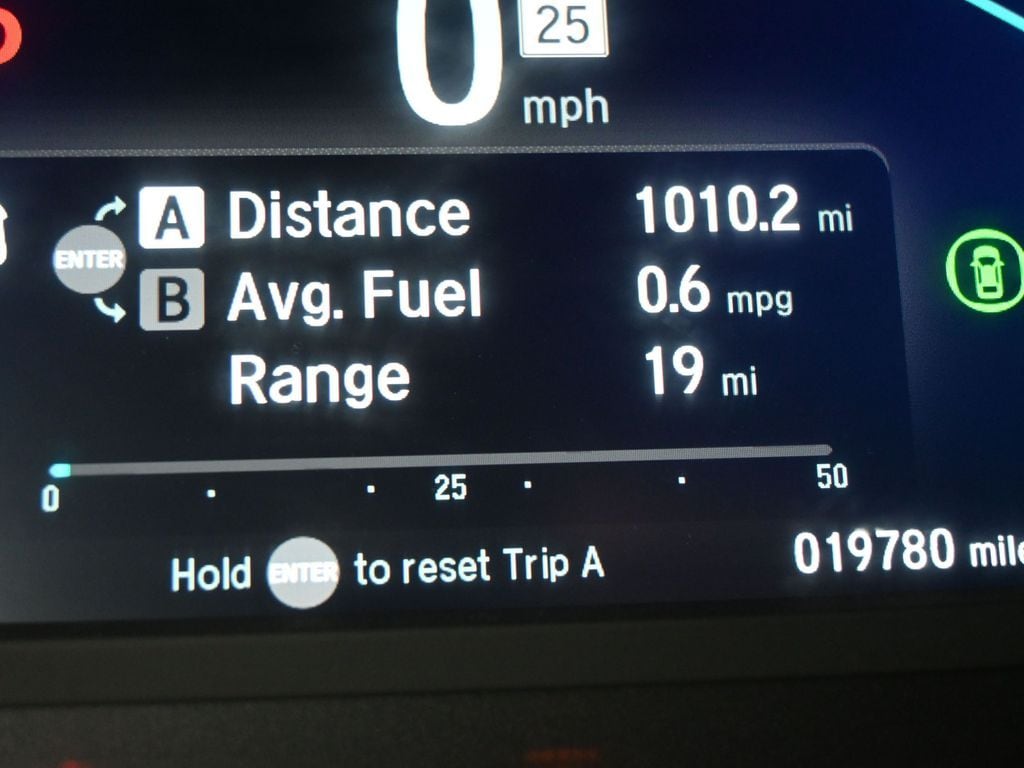 0 25
mph
A Distance 1010.2 mi
ENTER
B Avg. Fuel 0.6 mpg
Range 19 mi
0 25 50
Hold ENTER to reset Trip A
019780 mile